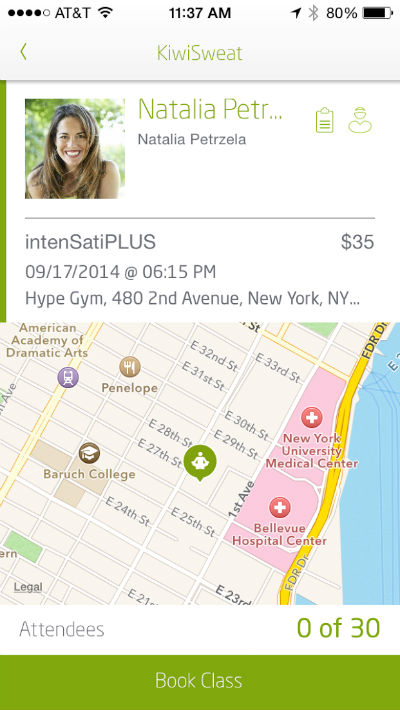 AT&T 11:37 AM 80%
KiwiSweat
Natalia Petr...
Natalia Petrzela
intenSatiPLUS $35
09/17/2014 @ 06:15 PM
Hype Gym, 480 2nd Avenue, New York, NY...
American
Academy of
Dramatic Arts
E 32nd St
E 33rd St
FDR Dr
E 31st St
Penelope
Ave
E 30th St
E 28th St
E 29th St
New York
University
Medical Center
E 27th St
Baruch College
1st Ave
E 24th St
E 25th St
Bellevue
Hospital Center
ern
FDR Dr
Legal
E 21st
E 23rd
Attendees 0 of 30
Book Class